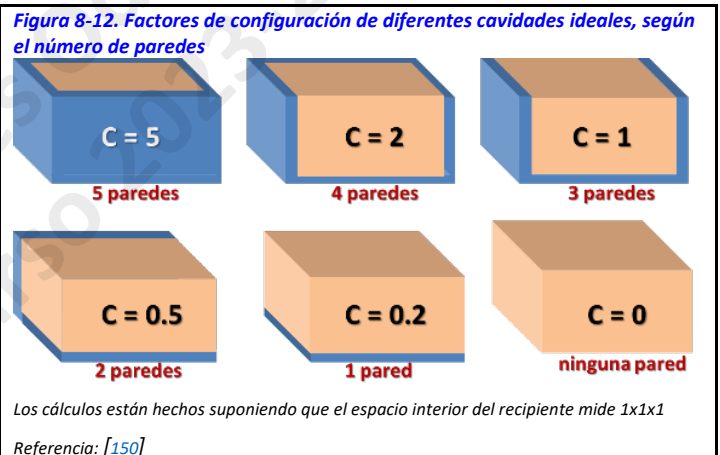 Figura 8-12. Factores de configuración de diferentes cavidades ideales, según
el número de paredes
C = 5
C = 2
C = 1
5 paredes
4 paredes
3 paredes
C = 0.5
C = 0.2
C = 0
2 paredes
1 pared
ninguna pared
Los cálculos están hechos suponiendo que el espacio interior del recipiente mide 1x1x1
Referencia: [150]